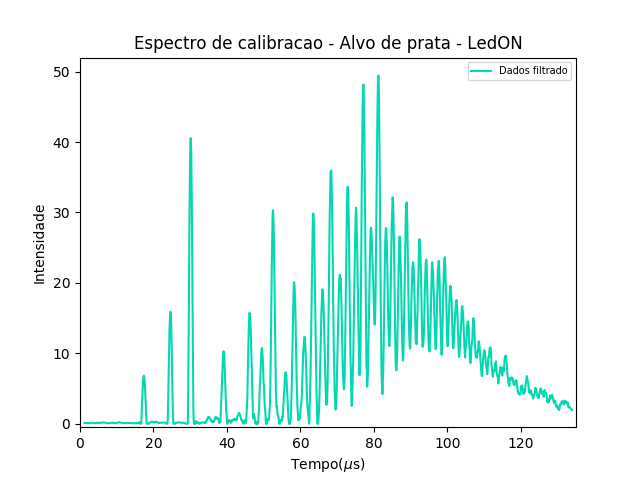 Espectro de calibracao - Alvo de prata - LedON
Dados filtrado
Intensidade
50
40
30
20
10
0
0 20 40 60 80 100 120
Tempo(μs)